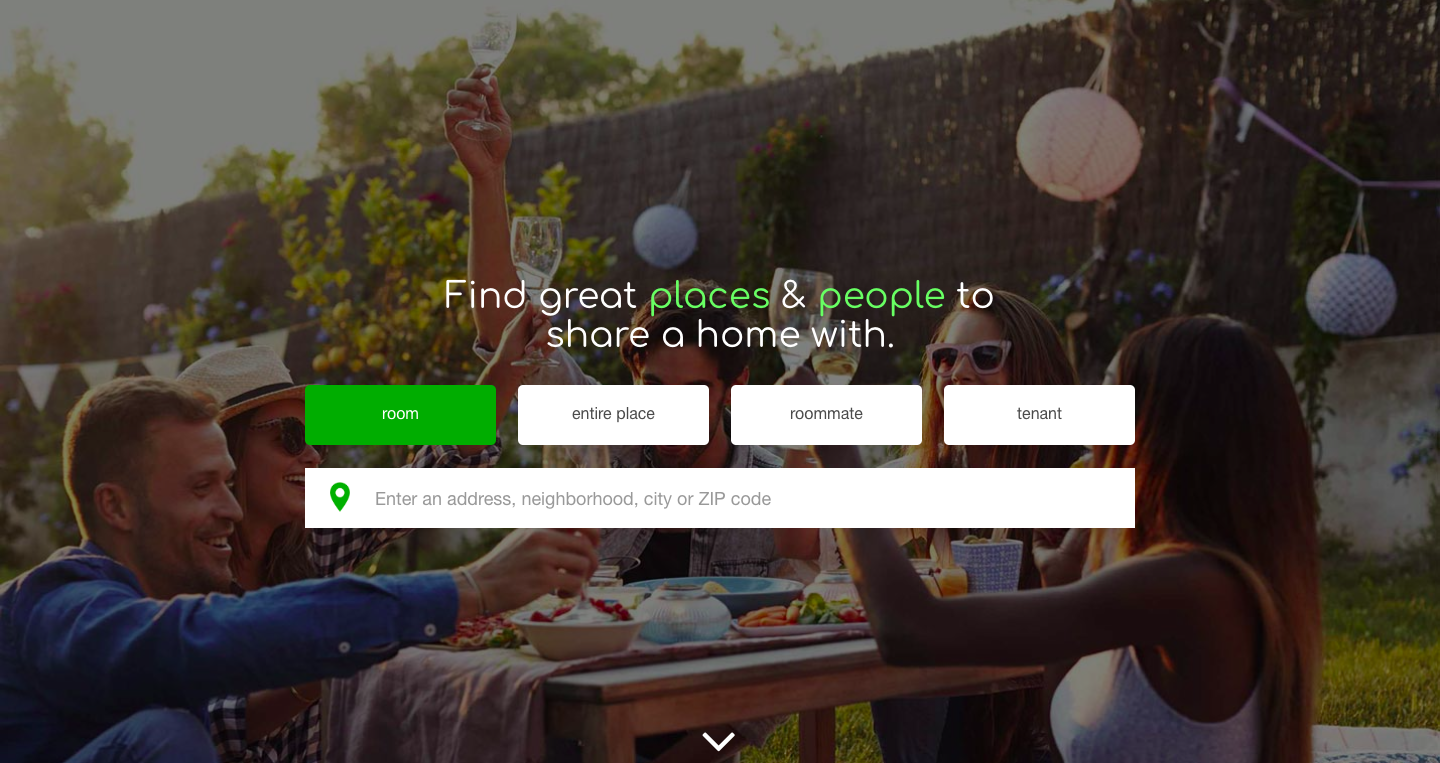 Find great places & people to
share a home with.
room
entire place
roommate
tenant
Enter an address, neighborhood, city or ZIP code